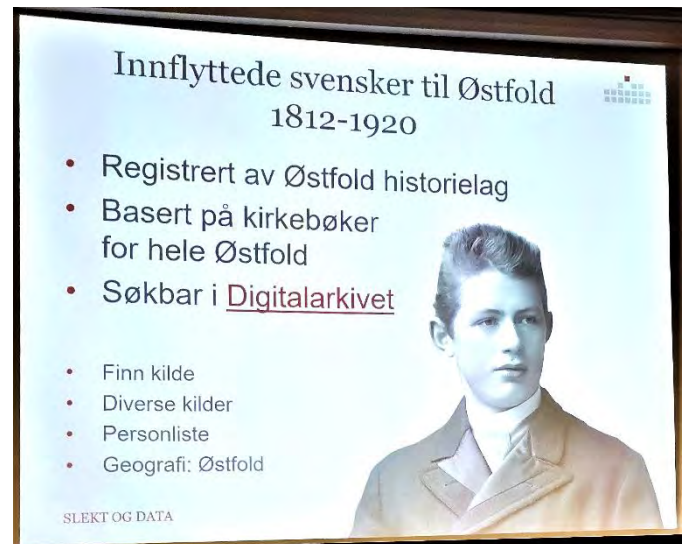 Innflyttede svensker til Østfold
1812-1920
• Registrert av Østfold historielag
• Basert på kirkebøker
for hele Østfold
• Søkbar i Digitalarkivet
• Finn kilde
• Diverse kilder
• Personliste
• Geografi: Østfold
SLEKT OG DATA